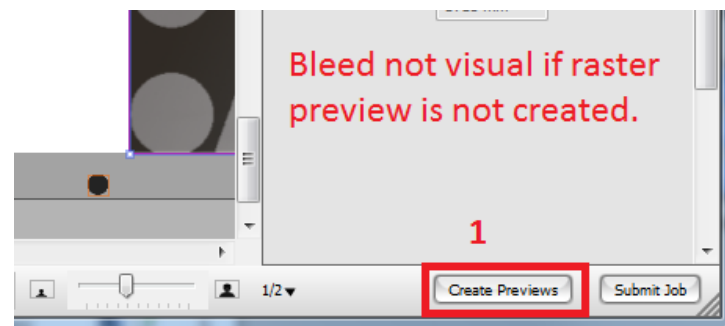 Bleed not visual if raster
preview is not created.
1
1/2
Create Previews
Submit Job